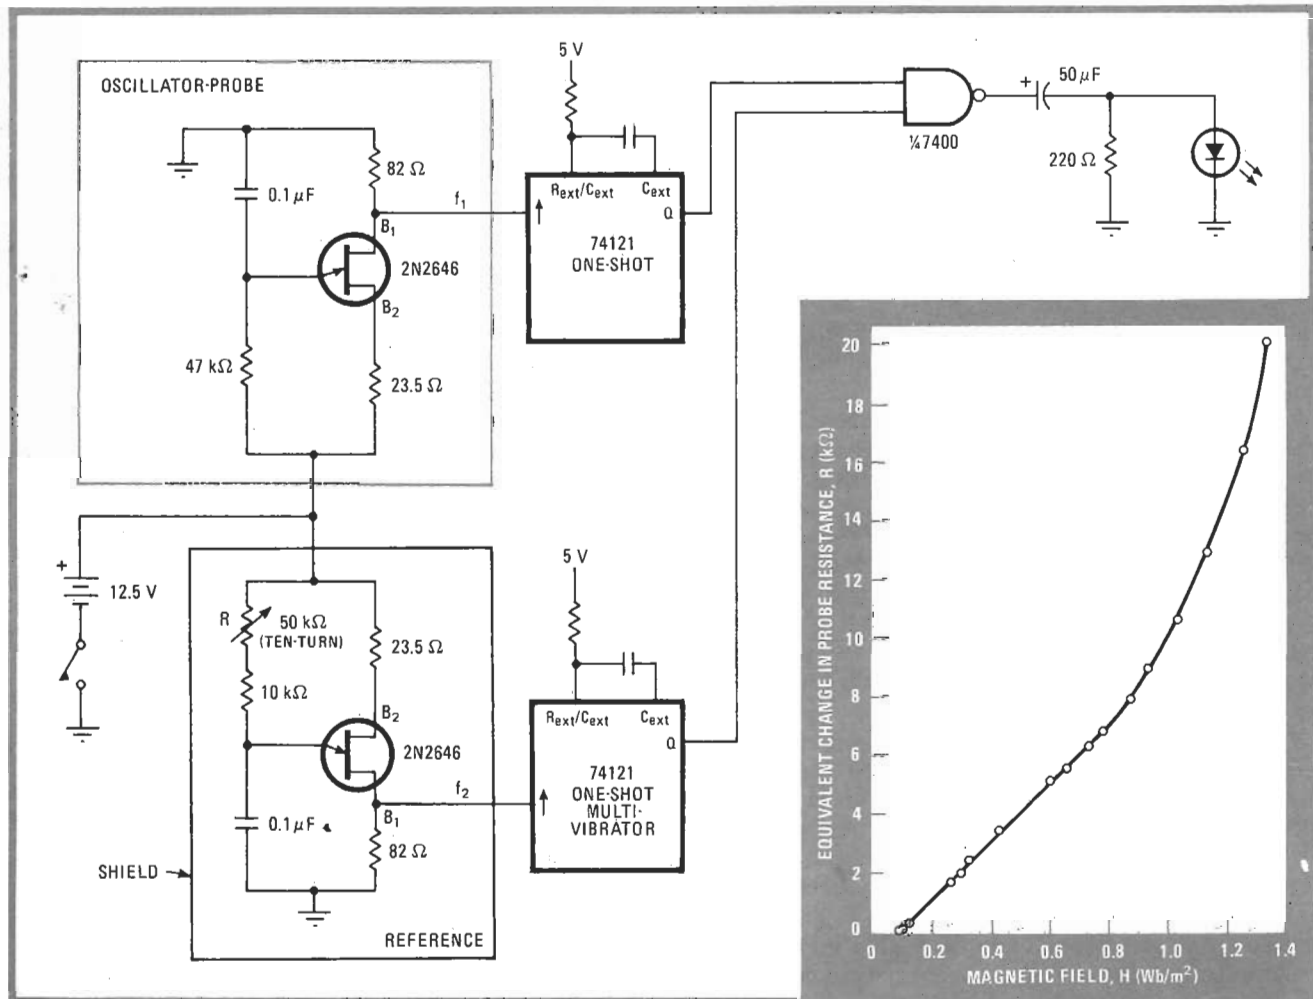 OSCILLATOR-PROBE
82 Ω
0.1 μF
B1
f1
2N2646
B2
47 kΩ
23.5 Ω
5 V
Rext/Cext
Cext
Q
74121
ONE-SHOT
+
50 μF
¼7400
220 Ω
+
12.5 V
R
50 kΩ
(TEN-TURN)
23.5 Ω
10 kΩ
B2
2N2646
f2
B1
0.1 μF
82 Ω
SHIELD
REFERENCE
5 V
Rext/Cext
Cext
Q
74121
ONE-SHOT
MULTI-
VIBRATOR
EQUIVALENT CHANGE IN PROBE RESISTANCE, R (kΩ)
20
18
16
14
12
10
8
6
4
2
0
0
0.2
0.4
0.6
0.8
1.0
1.2
1.4
MAGNETIC FIELD, H (Wb/m²)